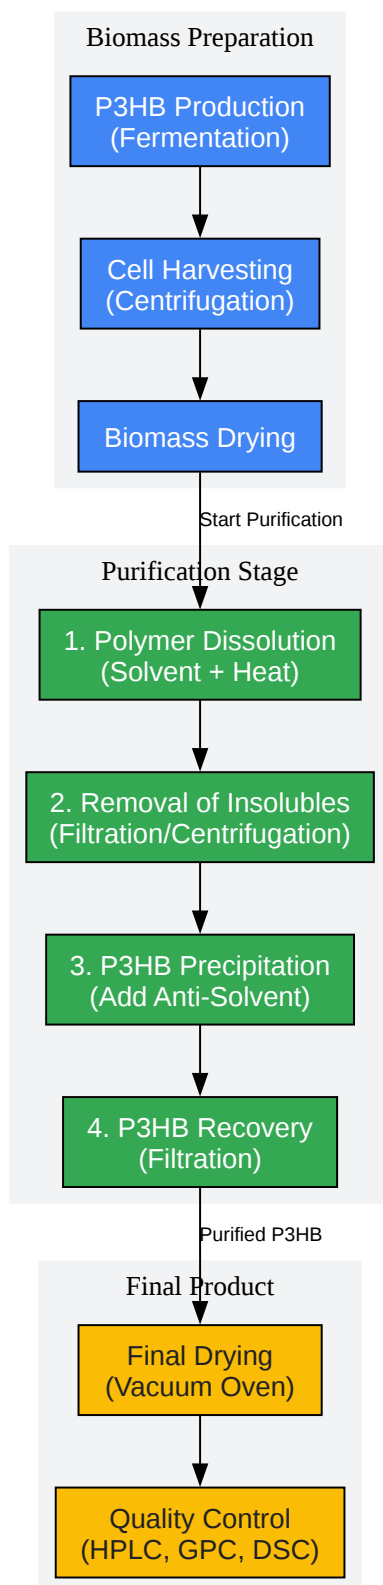 Biomass Preparation
P3HB Production
(Fermentation)
Cell Harvesting
(Centrifugation)
Biomass Drying
Start Purification
Purification Stage
1. Polymer Dissolution
(Solvent + Heat)
2. Removal of Insolubles
(Filtration/Centrifugation)
3. P3HB Precipitation
(Add Anti-Solvent)
4. P3HB Recovery
(Filtration)
Purified P3HB
Final Product
Final Drying
(Vacuum Oven)
Quality Control
(HPLC, GPC, DSC)